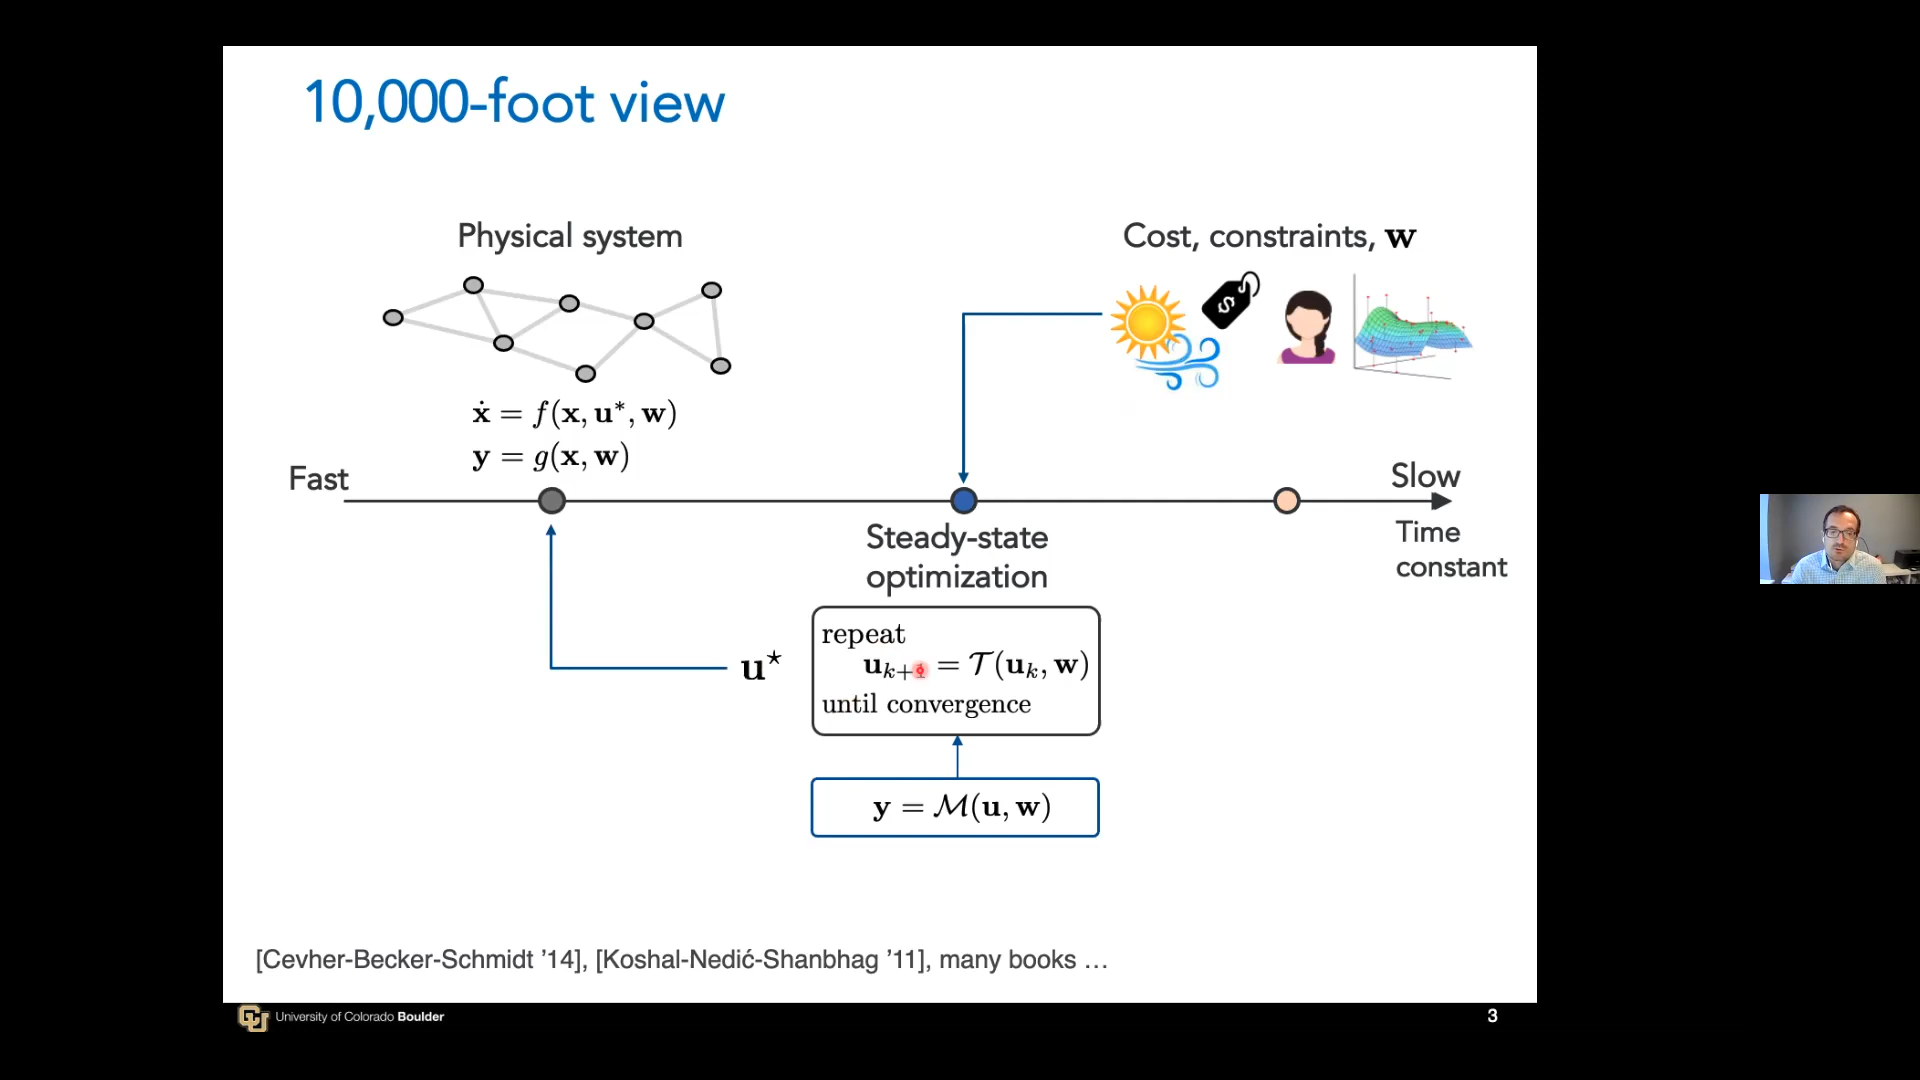 10,000-foot view
Physical system
Cost, constraints, w
$
ẋ = f(x, u*, w)
y = g(x, w)
Fast
Slow
Time
constant
Steady-state
optimization
u⋆
repeat
u_{k+1} = 𝒯(u_k, w)
until convergence
y = ℳ(u, w)
[Cevher-Becker-Schmidt ’14], [Koshal-Nedić-Shanbhag ’11], many books …
CU University of Colorado Boulder
3